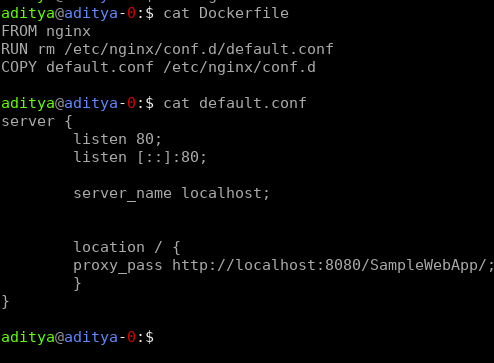 aditya@aditya-0:$ cat Dockerfile
FROM nginx
RUN rm /etc/nginx/conf.d/default.conf
COPY default.conf /etc/nginx/conf.d
aditya@aditya-0:$ cat default.conf
server {
listen 80;
listen [::]:80;
server_name localhost;
location / {
proxy_pass http://localhost:8080/SampleWebApp/;
}
}
aditya@aditya-0:$